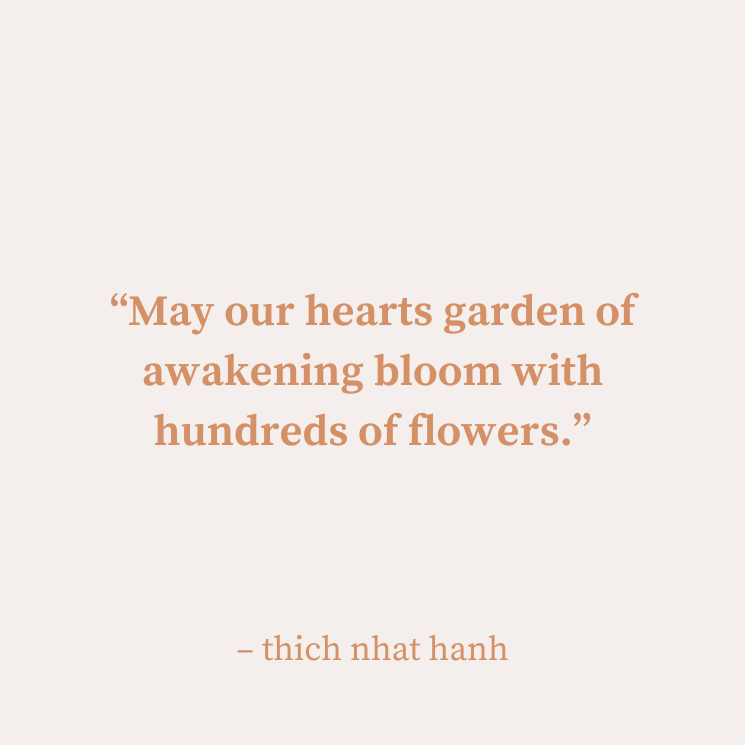 “May our hearts garden of
awakening bloom with
hundreds of flowers.”
– thich nhat hanh